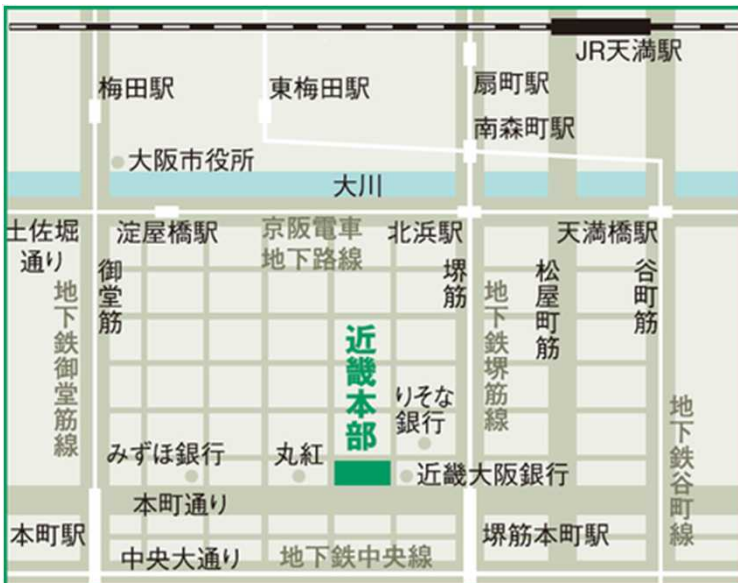 JR天満駅
梅田駅
東梅田駅
扇町駅
南森町駅
大阪市役所
大川
土佐堀
通り
淀屋橋駅
京阪電車
地下路線
北浜駅
天満橋駅
御堂筋
堺筋
松屋町筋
谷町筋
地下鉄御堂筋線
地下鉄堺筋線
近畿本部
りそな
銀行
地下鉄谷町線
みずほ銀行
丸紅
近畿大阪銀行
本町通り
本町駅
堺筋本町駅
中央大通り
地下鉄中央線